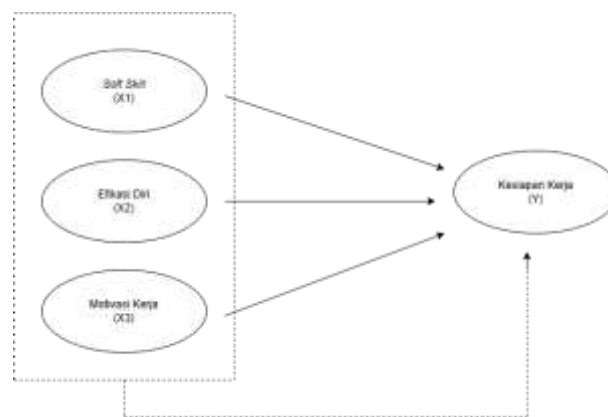 Soft Skill
(X1)
Efikasi Diri
(X2)
Motivasi Kerja
(X3)
Kesiapan Kerja
(Y)